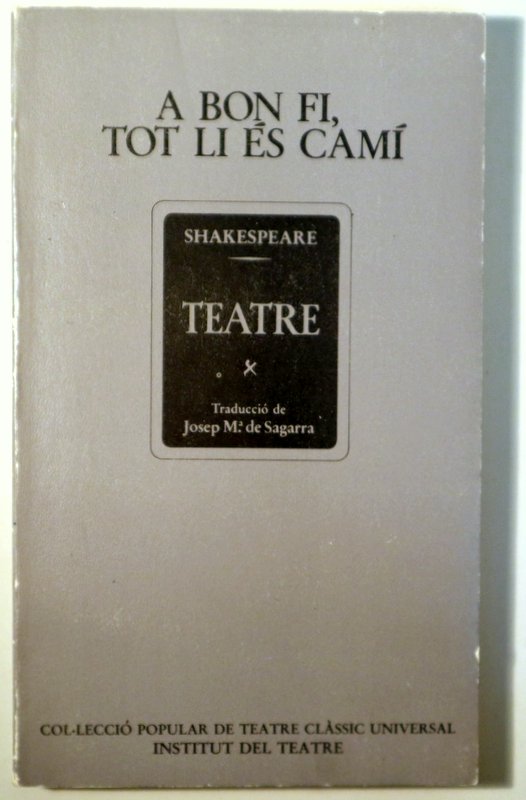 A BON FI,
TOT LI ÉS CAMÍ
SHAKESPEARE
TEATRE
Traducció de
Josep M.ª de Sagarra
COL·LECCIÓ POPULAR DE TEATRE CLÀSSIC UNIVERSAL
INSTITUT DEL TEATRE